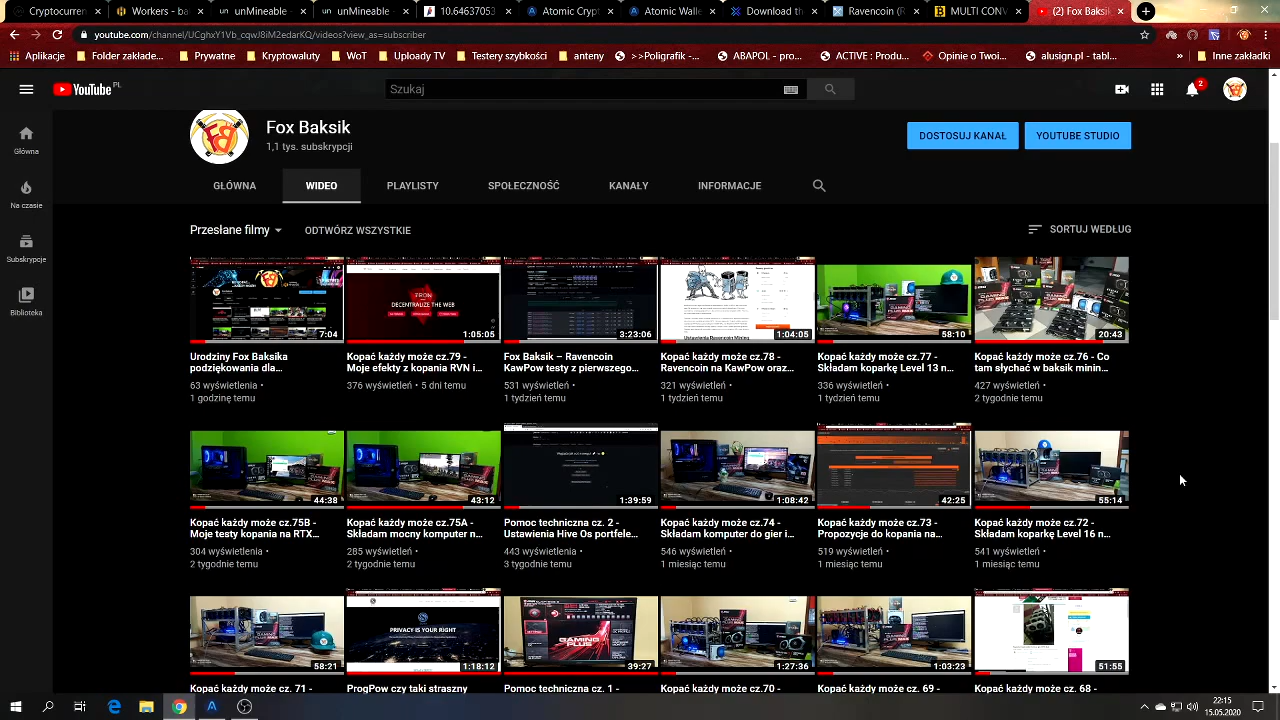 Cryptocurrenc
Workers - ba
unMineable -
unMineable -
10.64637053
Atomic Crypt
Atomic Walle
Download th
Ravencoin (R
MULTI CONV
(2) Fox Baksik
youtube.com/channel/UCghxY1Vb_cqwJ8iM2edarKQ/videos?view_as=subscriber
Aplikacje
Folder zakładek...
Prywatne
Kryptowaluty
WoT
Uploady TV
Testery szybkości
anteny
>>Poligrafik -...
ABAPOL - pro...
ACTIVE : Produ...
Opinie o Twoi...
alusign.pl - tabl...
»
Inne zakładki
YouTube PL
Szukaj
2
Fox Baksik
1,1 tys. subskrypcji
DOSTOSUJ KANAŁ
YOUTUBE STUDIO
Główna
Na czasie
Subskrypcje
GŁÓWNA
WIDEO
PLAYLISTY
SPOŁECZNOŚĆ
KANAŁY
INFORMACJE
Przesłane filmy
ODTWÓRZ WSZYSTKIE
SORTUJ WEDŁUG
7:04
DECENTRALIZE THE WEB
1:05:05
3:23:06
1:04:05
58:10
20:43
Urodziny Fox Baksika
podziękowania dla...
63 wyświetlenia •
1 godzinę temu
Kopać każdy może cz.79 -
Moje efekty z kopania RVN i...
376 wyświetleń • 5 dni temu
Fox Baksik – Ravencoin
KawPow testy z pierwszego...
531 wyświetleń •
1 tydzień temu
Kopać każdy może cz.78 -
Ravencoin na KawPow oraz...
321 wyświetleń •
1 tydzień temu
Kopać każdy może cz.77 -
Składam koparkę Level 13 n...
336 wyświetleń •
1 tydzień temu
Kopać każdy może cz.76 - Co
tam słychać w baksik minin...
427 wyświetleń •
2 tygodnie temu
44:38
43:12
1:39:59
1:08:42
42:25
55:14
Kopać każdy może cz.75B -
Moje testy kopania na RTX...
304 wyświetlenia •
2 tygodnie temu
Kopać każdy może cz.75A -
Składam mocny komputer n...
285 wyświetleń •
2 tygodnie temu
Pomoc techniczna cz. 2 -
Ustawienia Hive Os portfele...
443 wyświetlenia •
3 tygodnie temu
Kopać każdy może cz.74 -
Składam komputer do gier i...
546 wyświetleń •
1 miesiąc temu
Kopać każdy może cz.73 -
Propozycje do kopania na...
519 wyświetleń •
1 miesiąc temu
Kopać każdy może cz.72 -
Składam koparkę Level 16 n...
541 wyświetleń •
1 miesiąc temu
58:21
PRIVACY IS YOUR RIGHT
1:18:12
GAMING
PLUS
39:27
1:27:36
1:03:23
51:55
Kopać każdy może cz. 71
ProgPow czy taki straszny
Pomoc techniczna cz. 1 -
Kopać każdy może cz.70 -
Kopać każdy może cz. 69 -
Kopać każdy może cz. 68 -
22:15
15.05.2020